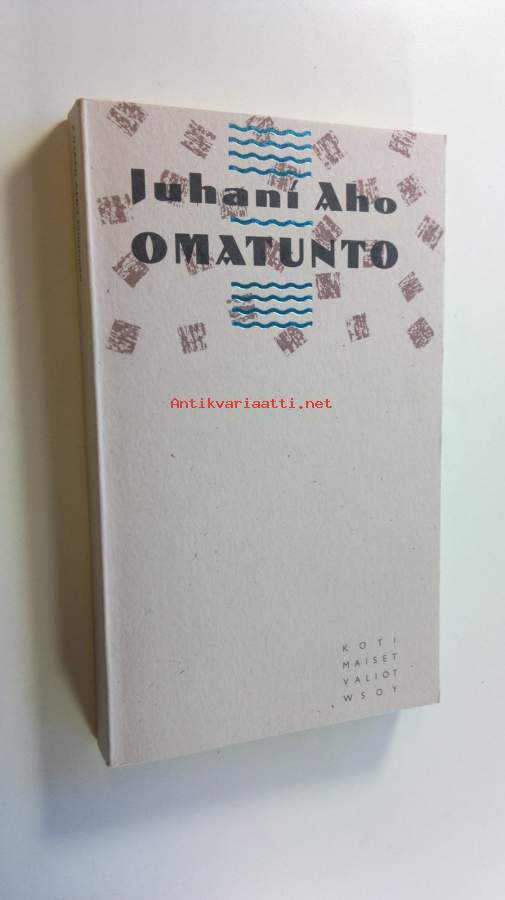 Juhani Aho
OMATUNTO
Antikvariaatti.net
KOTI
MAISET
VALIOT
WSOY